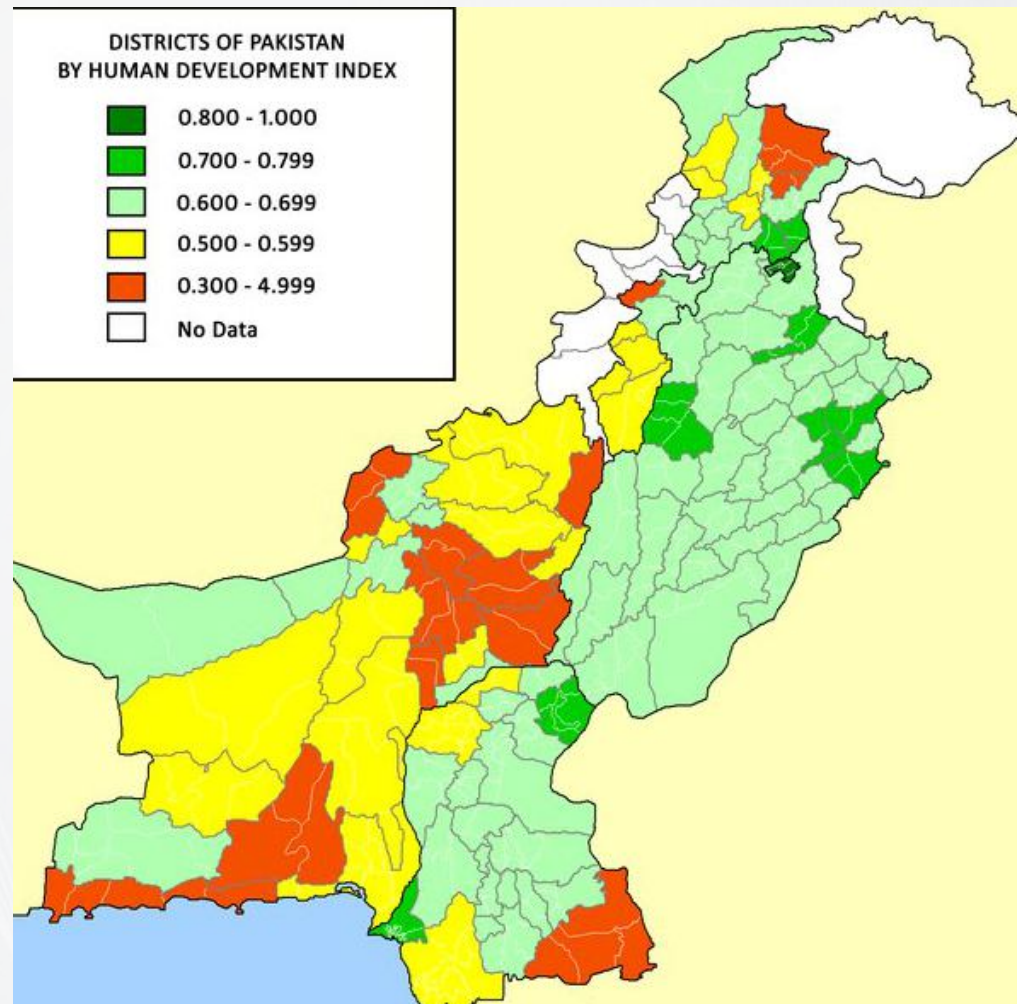 DISTRICTS OF PAKISTAN
BY HUMAN DEVELOPMENT INDEX
0.800 - 1.000
0.700 - 0.799
0.600 - 0.699
0.500 - 0.599
0.300 - 4.999
No Data